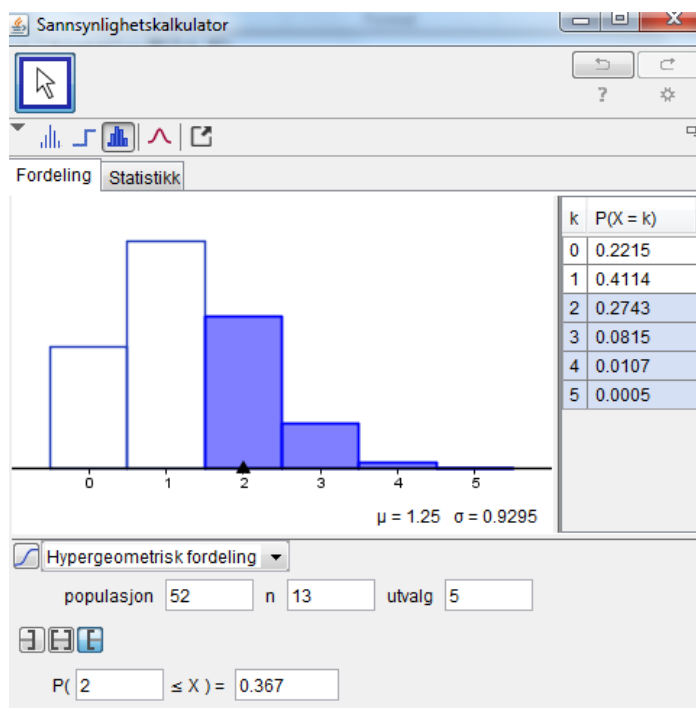 Sannsynlighetskalkulator
?
Fordeling Statistikk
k P(X = k)
0 0.2215
1 0.4114
2 0.2743
3 0.0815
4 0.0107
5 0.0005
0 1 2 3 4 5
μ = 1.25 σ = 0.9295
Hypergeometrisk fordeling
populasjon 52 n 13 utvalg 5
P( 2 ≤ X ) = 0.367